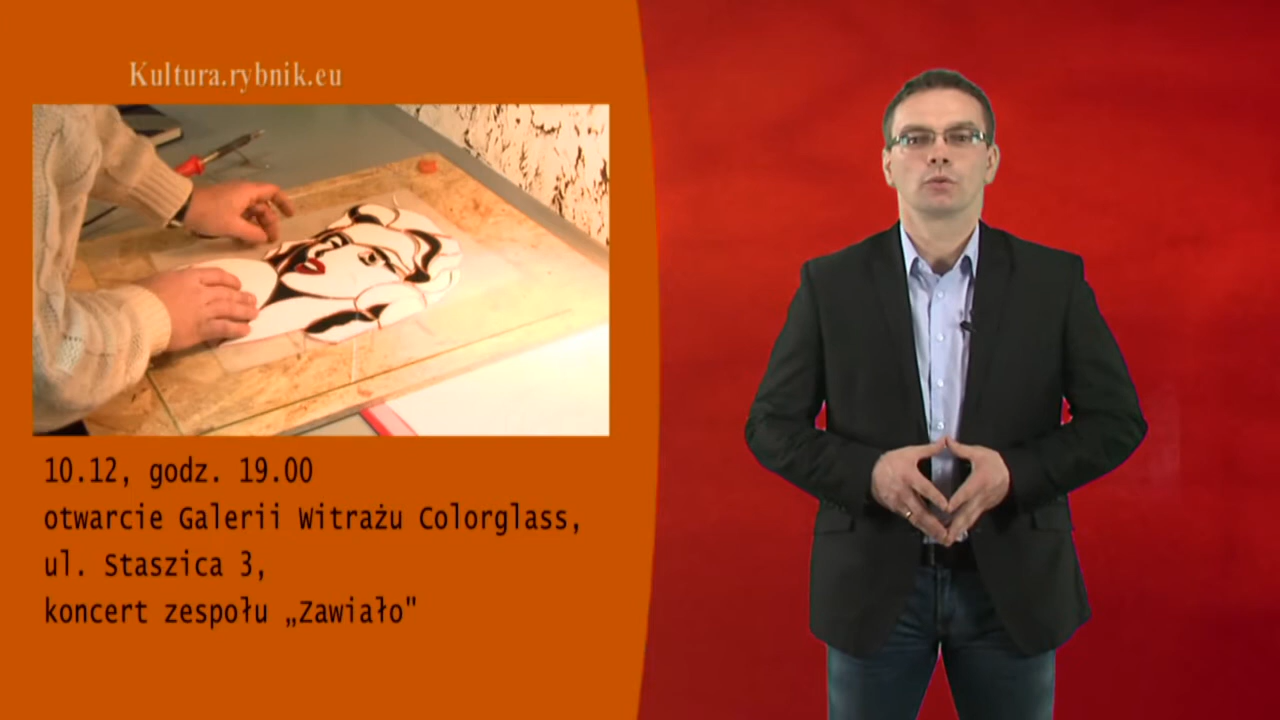 Kultura.rybnik.eu
10.12, godz. 19.00
otwarcie Galerii Witrażu Colorglass,
ul. Staszica 3,
koncert zespołu „Zawiało"